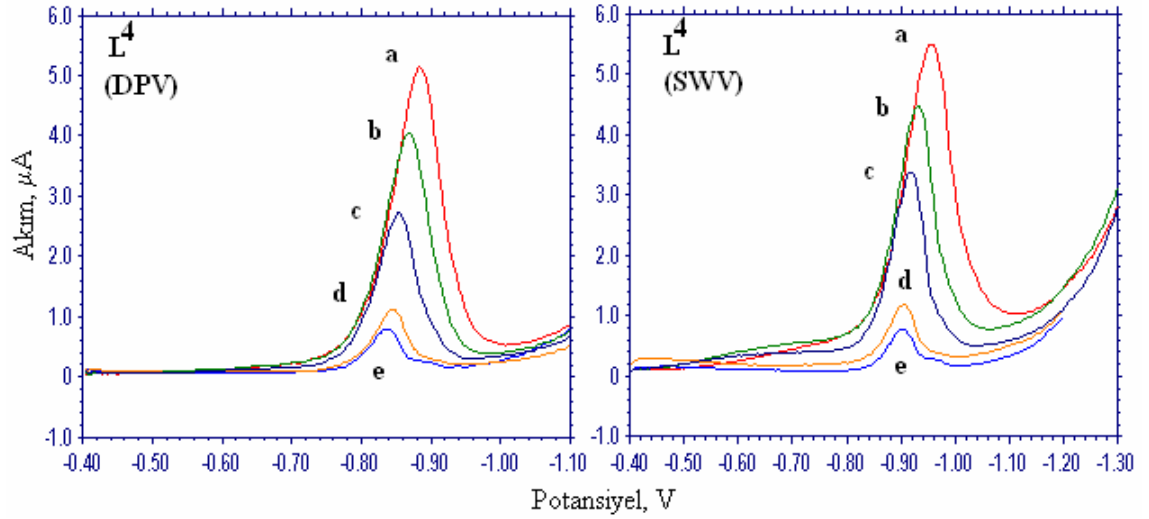 6.0
5.0
4.0
3.0
2.0
1.0
0
-1.0
L⁴
(DPV)
a
b
c
d
e
-0.40 -0.50 -0.60 -0.70 -0.80 -0.90 -1.00 -1.10
6.0
5.0
4.0
3.0
2.0
1.0
0
-1.0
L⁴
(SWV)
a
b
c
d
e
-0.40 -0.50 -0.60 -0.70 -0.80 -0.90 -1.00 -1.10 -1.20 -1.30
Akım, µA
Potansiyel, V